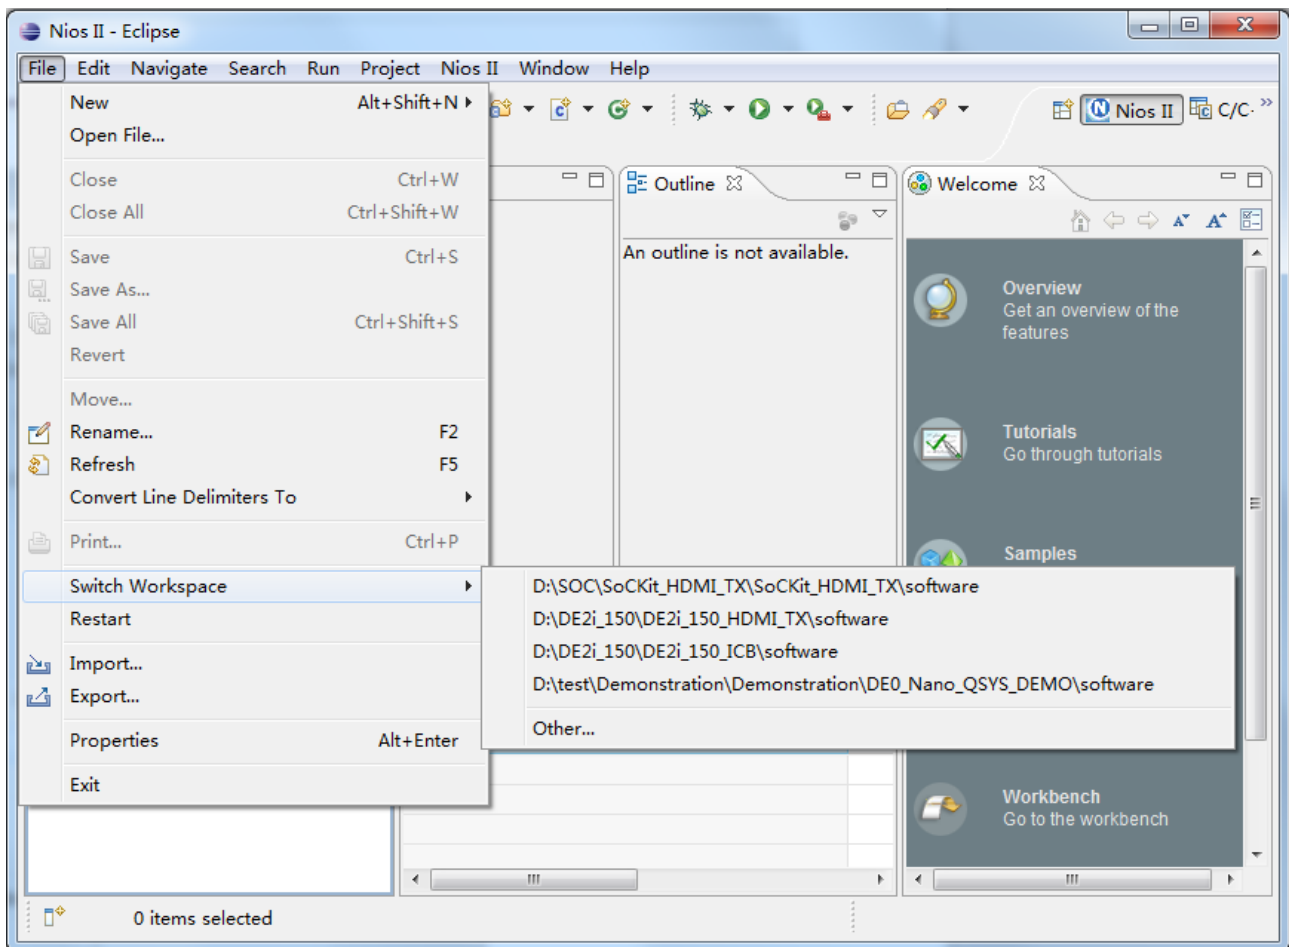 Nios II - Eclipse
File Edit Navigate Search Run Project Nios II Window Help
New Alt+Shift+N
Open File...
Nios II C/C·
Close Ctrl+W
Close All Ctrl+Shift+W
Save Ctrl+S
Save As...
Save All Ctrl+Shift+S
Revert
Move...
Rename... F2
Refresh F5
Convert Line Delimiters To
Print... Ctrl+P
Switch Workspace
Restart
Import...
Export...
Properties Alt+Enter
Exit
D:\SOC\SoCKit_HDMI_TX\SoCKit_HDMI_TX\software
D:\DE2i_150\DE2i_150_HDMI_TX\software
D:\DE2i_150\DE2i_150_ICB\software
D:\test\Demonstration\Demonstration\DE0_Nano_QSYS_DEMO\software
Other...
Outline
An outline is not available.
Welcome
Overview
Get an overview of the
features
Tutorials
Go through tutorials
Samples
Workbench
Go to the workbench
0 items selected